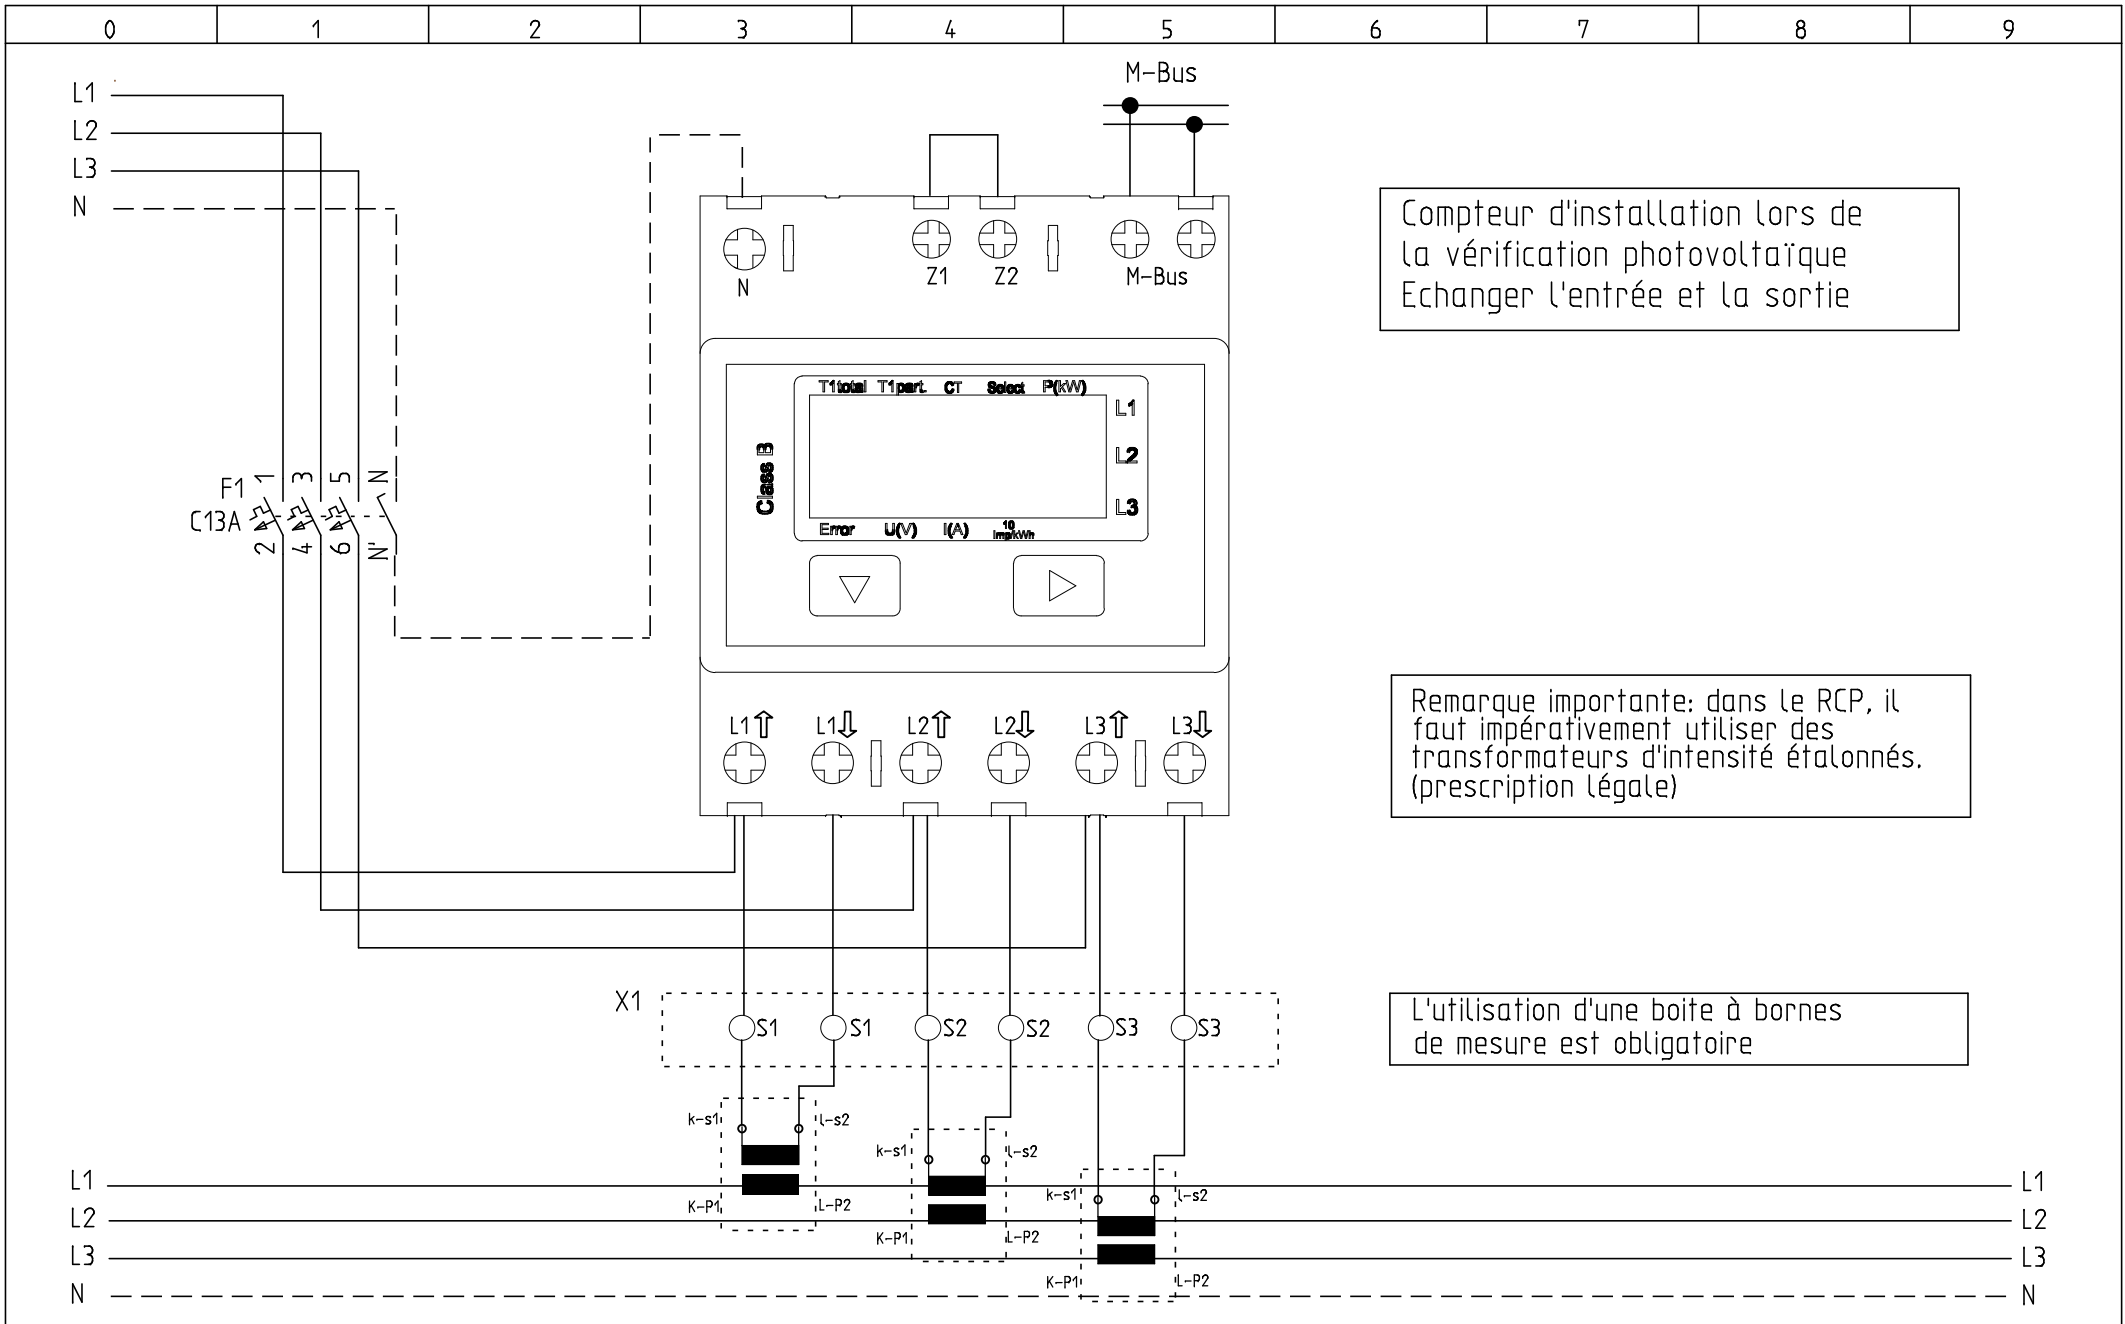 0 1 2 3 4 5 6 7 8 9
M-Bus
L1
L2
L3
N
Compteur d'installation lors de
la vérification photovoltaïque
Echanger l'entrée et la sortie
N Z1 Z2 M-Bus
T1total T1part. CT Select P(kW)
L1
L2
L3
Class B
Error U(V) I(A) 10 imp/kWh
F1
C13A
1 3 5 N
2 4 6 N'
Remarque importante: dans le RCP, il
faut impérativement utiliser des
transformateurs d'intensité étalonnés.
(prescription légale)
L1 L1 L2 L2 L3 L3
X1
S1 S1 S2 S2 S3 S3
L'utilisation d'une boite à bornes
de mesure est obligatoire
k-s1 l-s2
k-s1 l-s2
k-s1 l-s2
L1 L1
K-P1 L-P2
L2 L2
K-P1 L-P2
L3 L3
K-P1 L-P2
N N